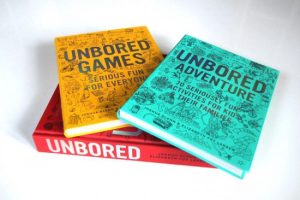 UNBORED
GAMES
SERIOUS FUN
FOR EVERYONE
UNBORED
ADVENTURE
SERIOUSLY FUN
ACTIVITIES FOR KIDS
THEIR FAMILIES
UNBORED